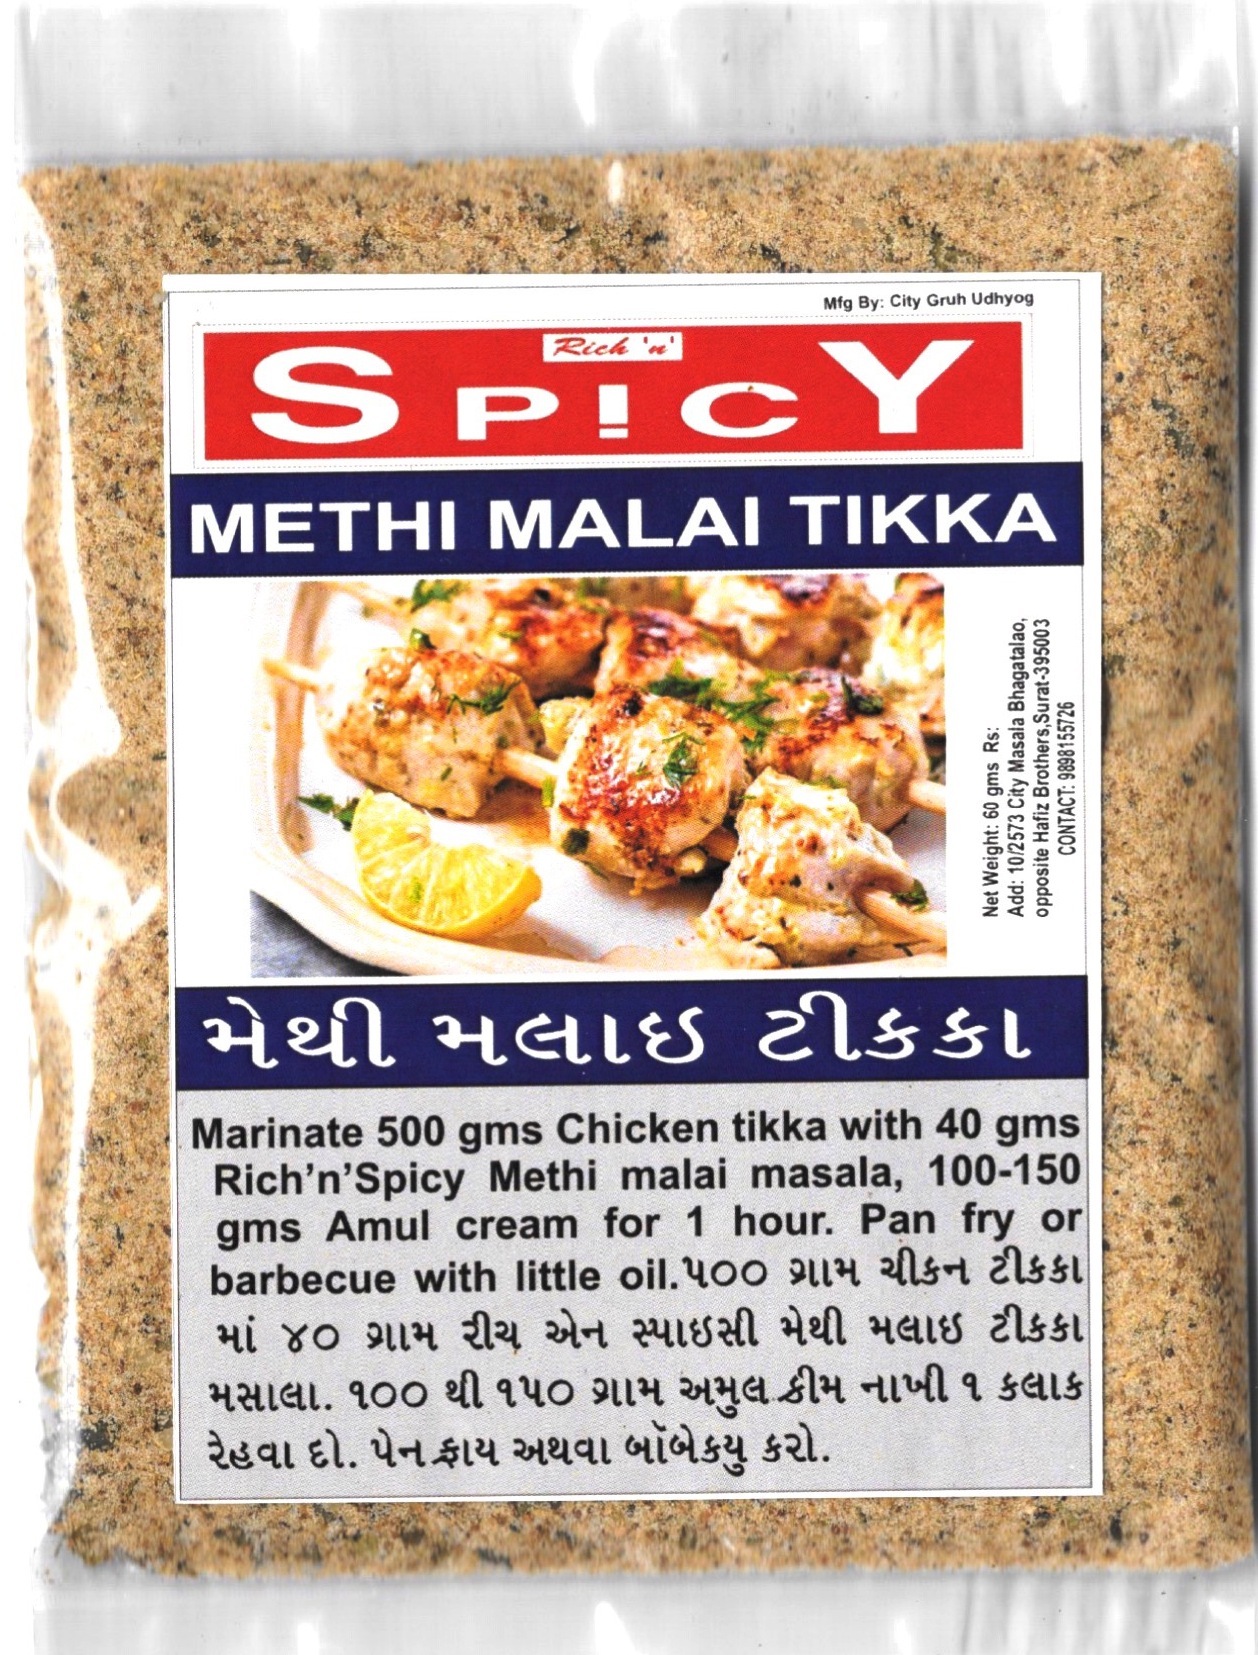 Mfg By: City Gruh Udhyog
Rich 'n'
SP!CY
METHI MALAI TIKKA
Net Weight: 60 gms Rs:
Add: 10/2573 City Masala Bhagatalao,
opposite Hafiz Brothers,Surat-395003
CONTACT: 9898155726
મેથી મલાઇ ટીકકા
Marinate 500 gms Chicken tikka with 40 gms
Rich'n'Spicy Methi malai masala, 100-150
gms Amul cream for 1 hour. Pan fry or
barbecue with little oil.૫૦૦ ગ્રામ ચીકન ટીકકા
માં ૪૦ ગ્રામ રીચ એન સ્પાઇસી મેથી મલાઇ ટીકકા
મસાલા. ૧૦૦ થી ૧૫૦ ગ્રામ અમુલ ક્રીમ નાખી ૧ કલાક
રેહવા દો. પેન ફ્રાય અથવા બૉબેકયુ કરો.